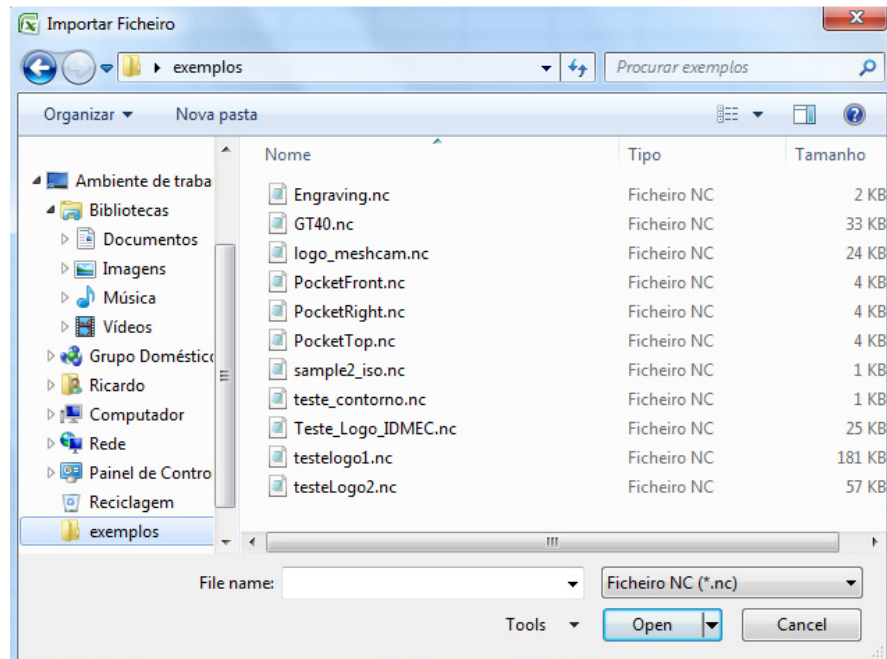 Importar Ficheiro
exemplos
Procurar exemplos
Organizar
Nova pasta
Nome Tipo Tamanho
Ambiente de traba
Bibliotecas
Documentos
Imagens
Música
Vídeos
Grupo Doméstic
Ricardo
Computador
Rede
Painel de Contro
Reciclagem
exemplos
Engraving.nc Ficheiro NC 2 KB
GT40.nc Ficheiro NC 33 KB
logo_meshcam.nc Ficheiro NC 24 KB
PocketFront.nc Ficheiro NC 4 KB
PocketRight.nc Ficheiro NC 4 KB
PocketTop.nc Ficheiro NC 4 KB
sample2_iso.nc Ficheiro NC 1 KB
teste_contorno.nc Ficheiro NC 1 KB
Teste_Logo_IDMEC.nc Ficheiro NC 25 KB
testelogo1.nc Ficheiro NC 181 KB
testeLogo2.nc Ficheiro NC 57 KB
File name:
Ficheiro NC (*.nc)
Tools
Open
Cancel